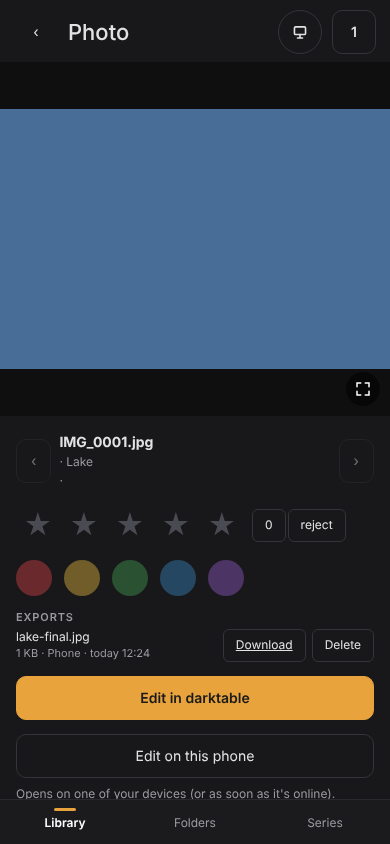 ‹ Photo 1
IMG_0001.jpg
· Lake
·
‹ ›
0 reject
EXPORTS
lake-final.jpg
1 KB · Phone · today 12:24
Download Delete
Edit in darktable
Edit on this phone
Opens on one of your devices (or as soon as it's online).
Library Folders Series